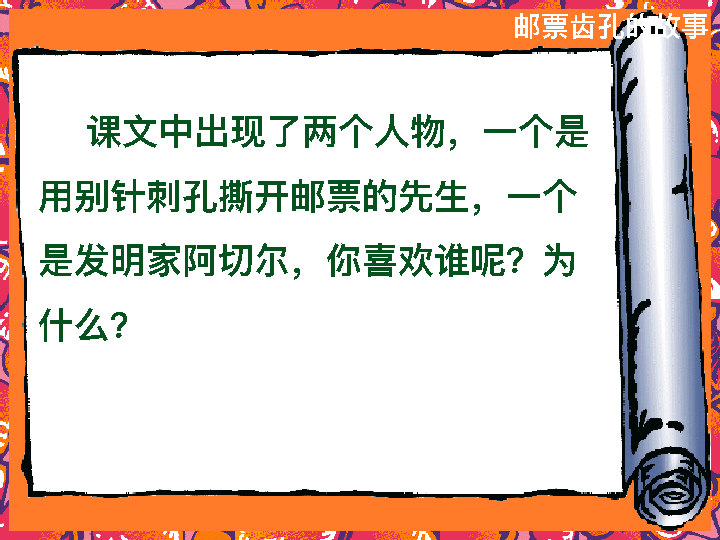 邮票齿孔的故事
课文中出现了两个人物，一个是
用别针刺孔撕开邮票的先生，一个
是发明家阿切尔，你喜欢谁呢？为
什么？